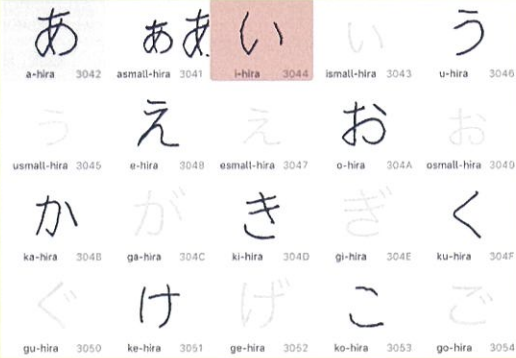 あ ぁ あ い ぃ う
a-hira 3042 asmall-hira 3041 i-hira 3044 ismall-hira 3043 u-hira 3046
ぅ え ぇ お ぉ
usmall-hira 3045 e-hira 3048 esmall-hira 3047 o-hira 304A osmall-hira 3049
か が き ぎ く
ka-hira 304B ga-hira 304C ki-hira 304D gi-hira 304E ku-hira 304F
ぐ け げ こ ご
gu-hira 3050 ke-hira 3051 ge-hira 3052 ko-hira 3053 go-hira 3054